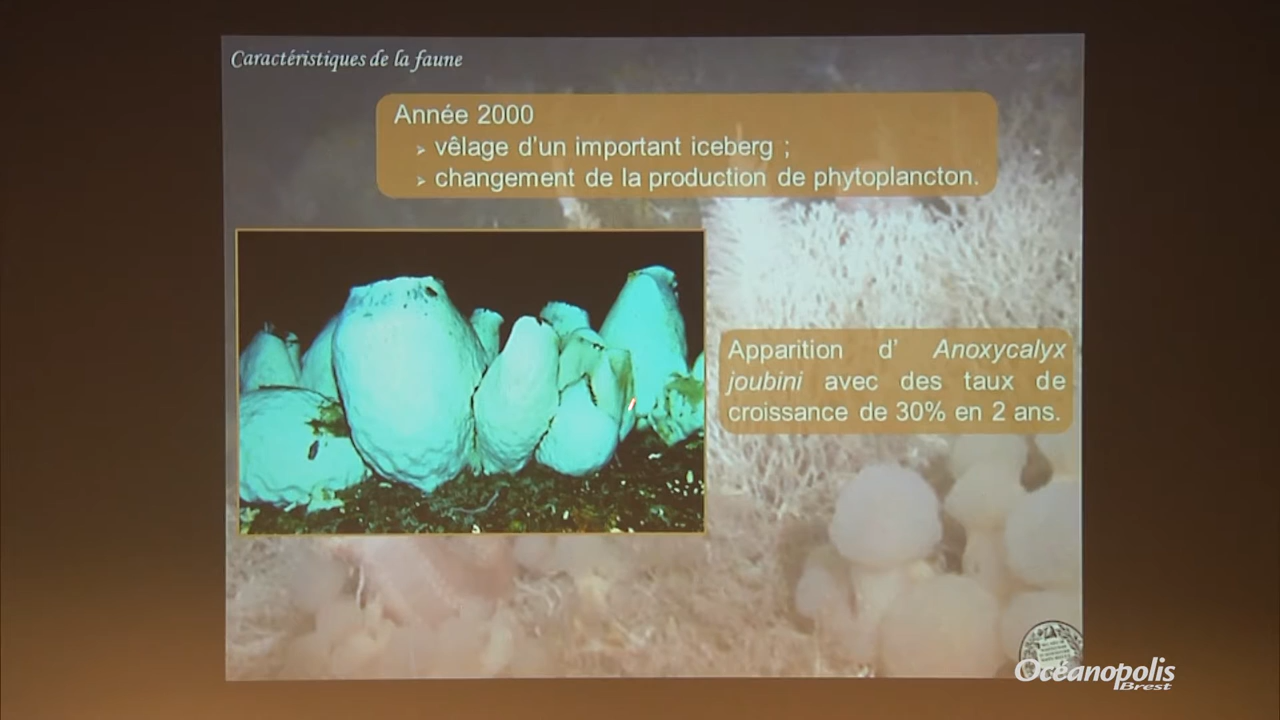 Caractéristiques de la faune
Année 2000
➢ vêlage d'un important iceberg ;
➢ changement de la production de phytoplancton.
Apparition d' Anoxycalyx
joubini avec des taux de
croissance de 30% en 2 ans.
Océanopolis
Brest